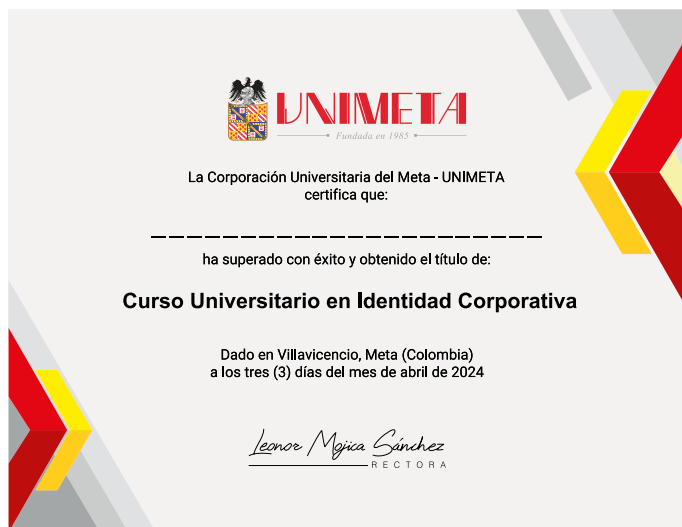 UNIMETA
Fundada en 1985
La Corporación Universitaria del Meta - UNIMETA
certifica que:
ha superado con éxito y obtenido el título de:
Curso Universitario en Identidad Corporativa
Dado en Villavicencio, Meta (Colombia)
a los tres (3) días del mes de abril de 2024
Leonor Mojica Sánchez
RECTORA